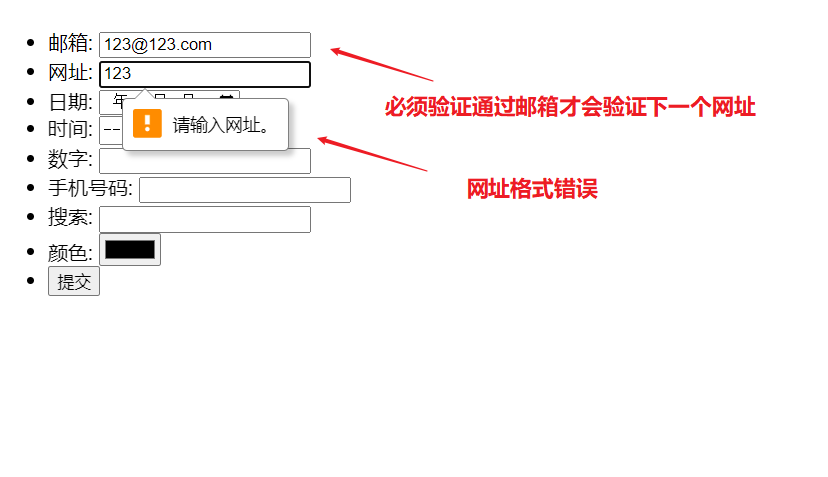 邮箱: 123@123.com
网址: 123
必须验证通过邮箱才会验证下一个网址
日期:
时间: --
请输入网址。
数字:
网址格式错误
手机号码:
搜索:
颜色:
提交